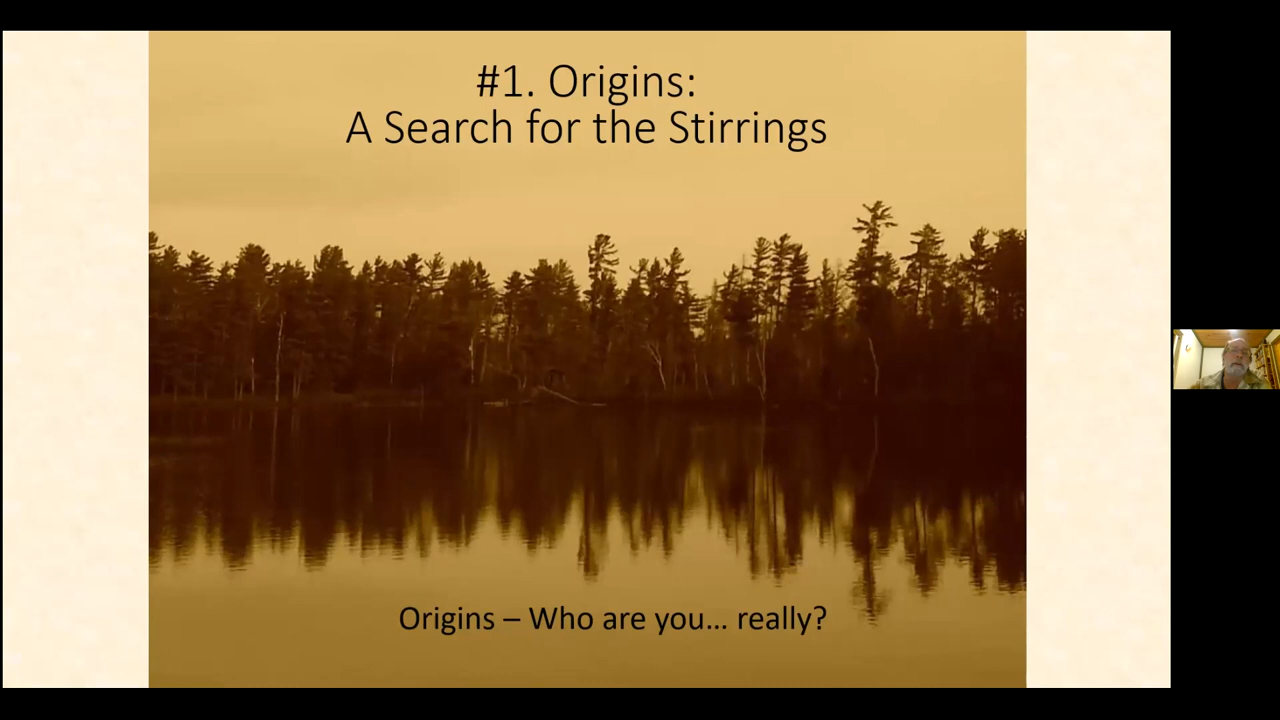 #1. Origins:
A Search for the Stirrings
Origins – Who are you... really?